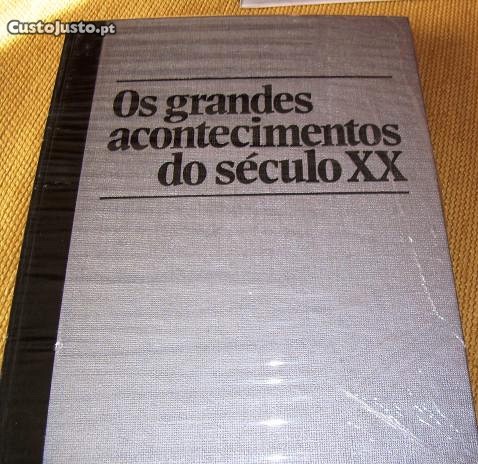 CustoJusto.pt
Os grandes
acontecimentos
do século XX